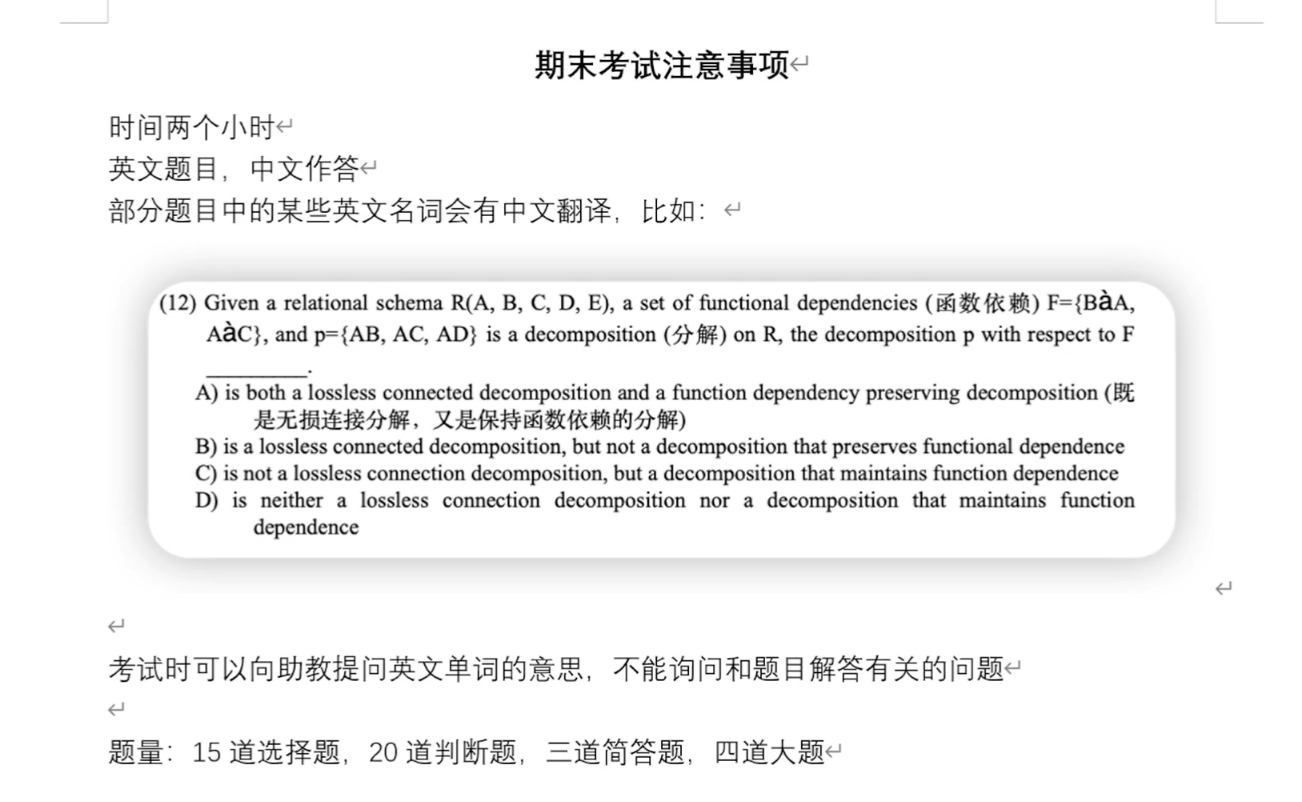 期末考试注意事项↵
时间两个小时↵
英文题目，中文作答↵
部分题目中的某些英文名词会有中文翻译，比如：↵
(12) Given a relational schema R(A, B, C, D, E), a set of functional dependencies (函数依赖) F={BàA,
AàC}, and p={AB, AC, AD} is a decomposition (分解) on R, the decomposition p with respect to F
_________.
A) is both a lossless connected decomposition and a function dependency preserving decomposition (既
是无损连接分解，又是保持函数依赖的分解)
B) is a lossless connected decomposition, but not a decomposition that preserves functional dependence
C) is not a lossless connection decomposition, but a decomposition that maintains function dependence
D) is neither a lossless connection decomposition nor a decomposition that maintains function
dependence
↵
↵
考试时可以向助教提问英文单词的意思，不能询问和题目解答有关的问题↵
↵
题量：15 道选择题，20 道判断题，三道简答题，四道大题↵